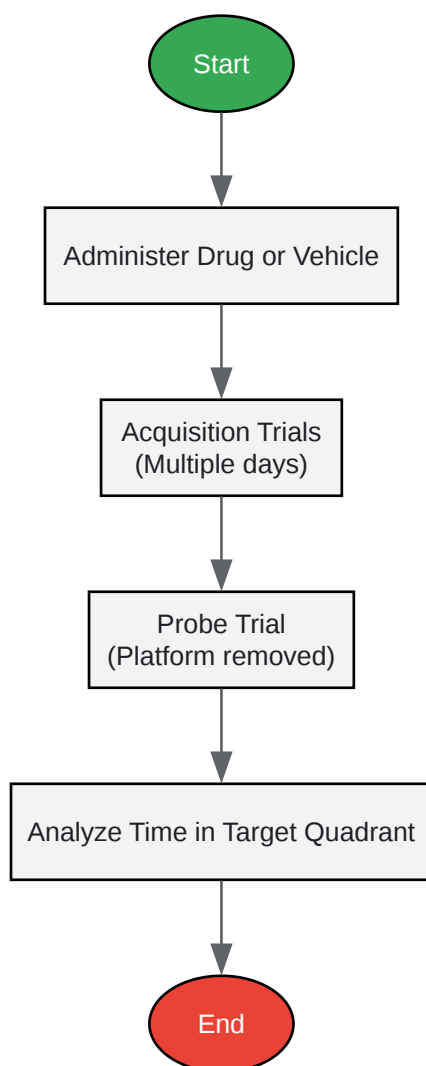 Start
Administer Drug or Vehicle
Acquisition Trials
(Multiple days)
Probe Trial
(Platform removed)
Analyze Time in Target Quadrant
End